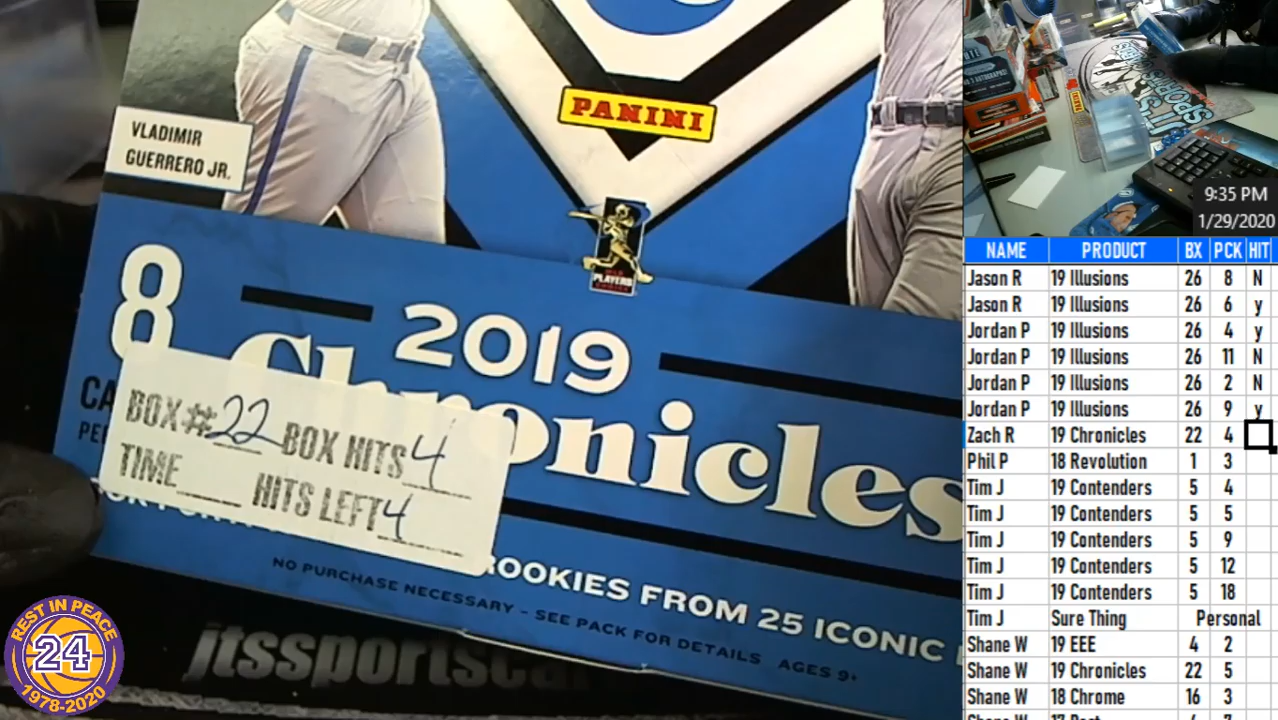 VLADIMIR
GUERRERO JR.
PANINI
PLAYERS
8
2019
Chronicles
BOX# 22 BOX HITS 4
TIME HITS LEFT 4
ROOKIES FROM 25 ICONIC
NO PURCHASE NECESSARY - SEE PACK FOR DETAILS AGES 9+
jtssportsca
REST IN PEACE
24
1978-2020
9:35 PM
1/29/2020
NAME PRODUCT BX PCK HIT
Jason R 19 Illusions 26 8 N
Jason R 19 Illusions 26 6 y
Jordan P 19 Illusions 26 4 y
Jordan P 19 Illusions 26 11 N
Jordan P 19 Illusions 26 2 N
Jordan P 19 Illusions 26 9 y
Zach R 19 Chronicles 22 4
Phil P 18 Revolution 1 3
Tim J 19 Contenders 5 4
Tim J 19 Contenders 5 5
Tim J 19 Contenders 5 9
Tim J 19 Contenders 5 12
Tim J 19 Contenders 5 18
Tim J Sure Thing Personal
Shane W 19 EEE 4 2
Shane W 19 Chronicles 22 5
Shane W 18 Chrome 16 3